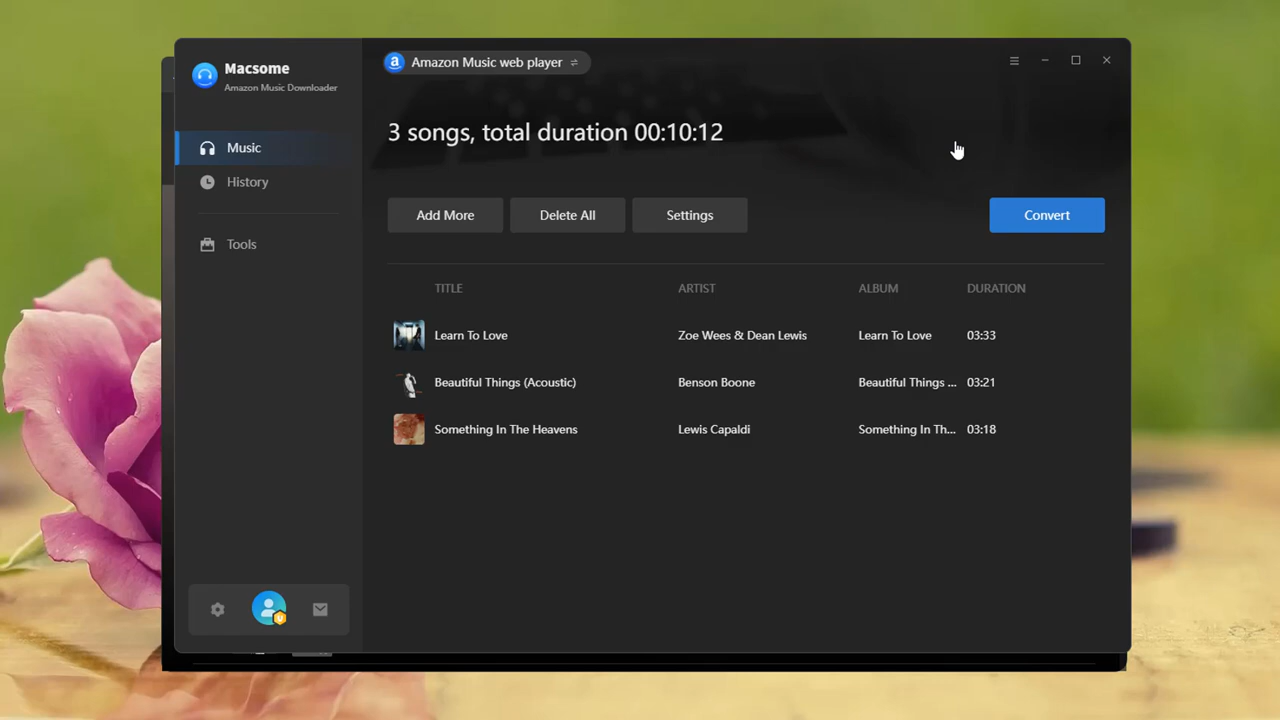 Macsome
Amazon Music Downloader
Music
History
Tools
a Amazon Music web player
3 songs, total duration 00:10:12
Add More
Delete All
Settings
Convert
TITLE ARTIST ALBUM DURATION
Learn To Love Zoe Wees & Dean Lewis Learn To Love 03:33
Beautiful Things (Acoustic) Benson Boone Beautiful Things ... 03:21
Something In The Heavens Lewis Capaldi Something In Th... 03:18